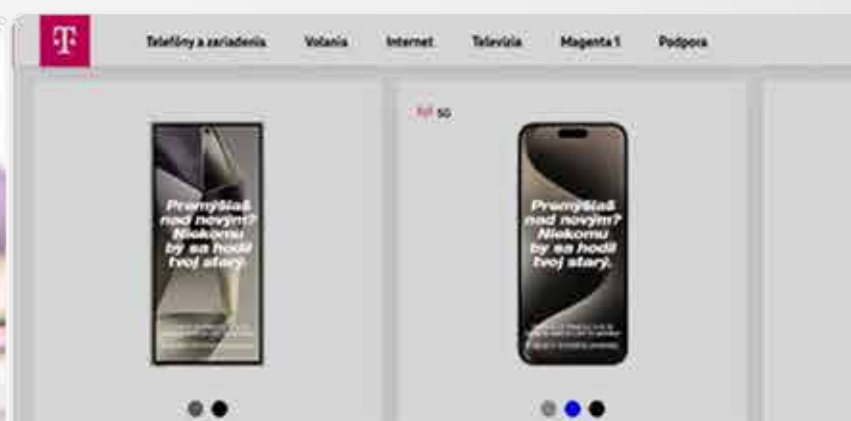 T
Telefóny a zariadenia Volania Internet Televízia Magenta 1 Podpora
5G
Premýšľaš
nad novým?
Niekomu
by sa hodil
tvoj starý.
Premýšľaš
nad novým?
Niekomu
by sa hodil
tvoj starý.